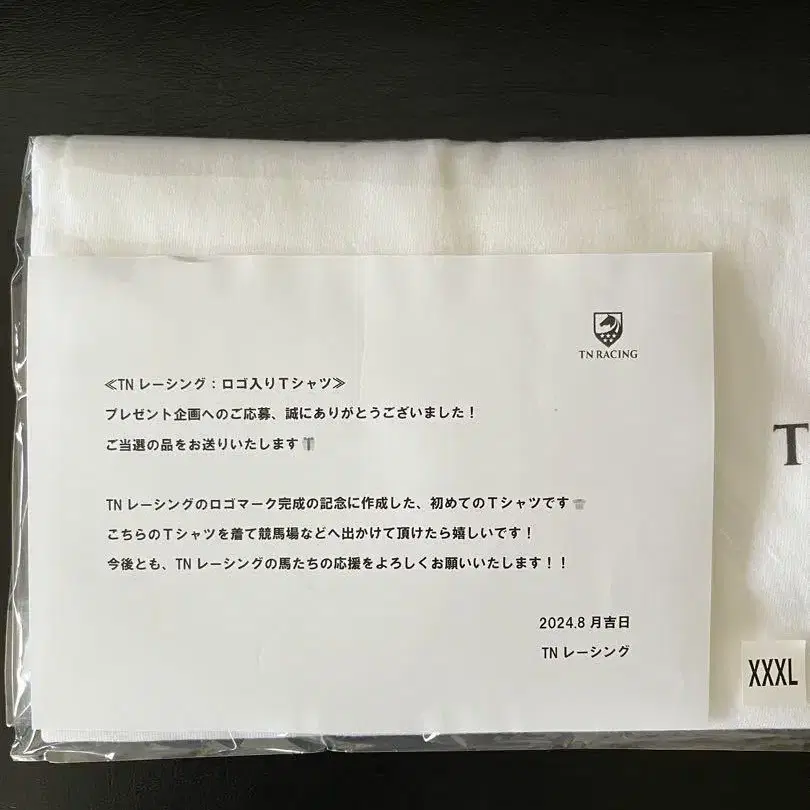 TN RACING
≪TN レーシング：ロゴ入りTシャツ≫
プレゼント企画へのご応募、誠にありがとうございました！
ご当選の品をお送りいたします🎁
TN レーシングのロゴマーク完成の記念に作成した、初めてのTシャツです👕
こちらのTシャツを着て競馬場などへ出かけて頂けたら嬉しいです！
今後とも、TN レーシングの馬たちの応援をよろしくお願いいたします！！
2024.8 月吉日
TN レーシング
T
XXXL